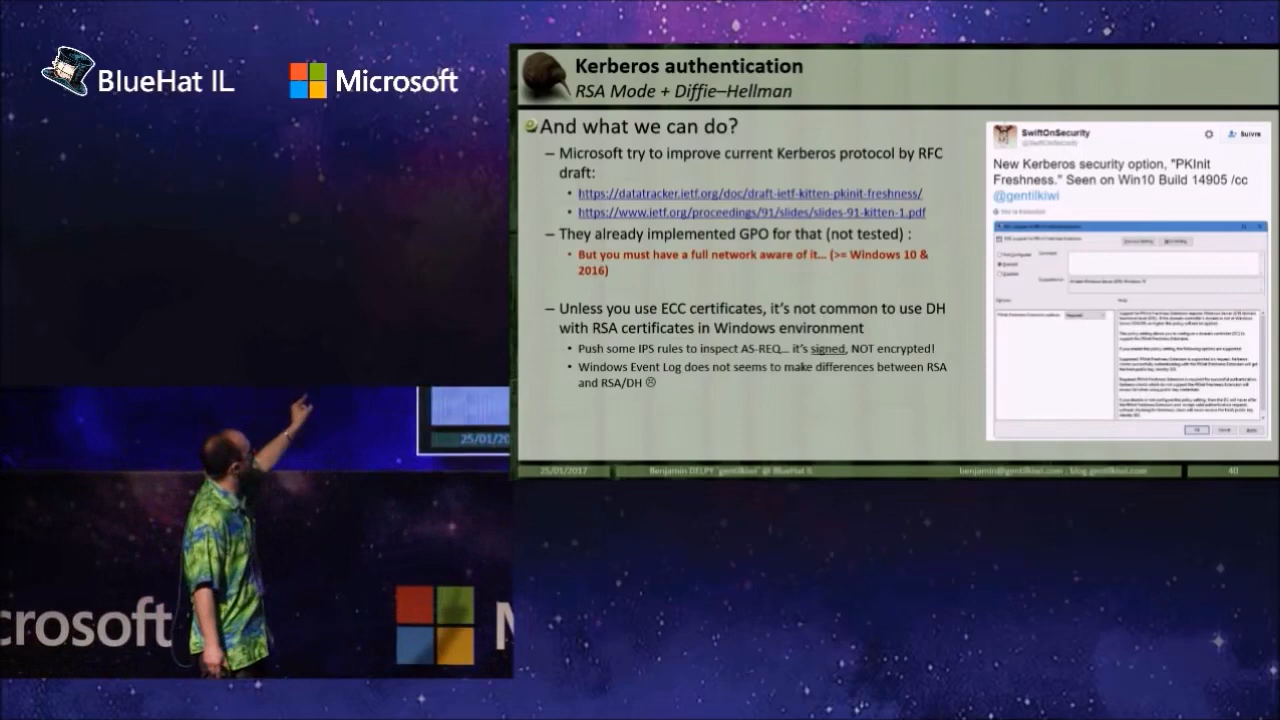 BlueHat IL
Microsoft
Kerberos authentication
RSA Mode + Diffie–Hellman
And what we can do?
– Microsoft try to improve current Kerberos protocol by RFC
draft:
• https://datatracker.ietf.org/doc/draft-ietf-kitten-pkinit-freshness/
• https://www.ietf.org/proceedings/91/slides/slides-91-kitten-1.pdf
– They already implemented GPO for that (not tested) :
• But you must have a full network aware of it... (>= Windows 10 &
2016)
– Unless you use ECC certificates, it's not common to use DH
with RSA certificates in Windows environment
• Push some IPS rules to inspect AS-REQ... it's signed, NOT encrypted!
• Windows Event Log does not seems to make differences between RSA
and RSA/DH ☹
SwiftOnSecurity
@SwiftOnSecurity
Suivre
New Kerberos security option, "PKInit
Freshness." Seen on Win10 Build 14905 /cc
@gentilkiwi
25/01/2017
Benjamin DELPY `gentilkiwi` @ BlueHat IL
benjamin@gentilkiwi.com ; blog.gentilkiwi.com
40
25/01/20
crosoft
M